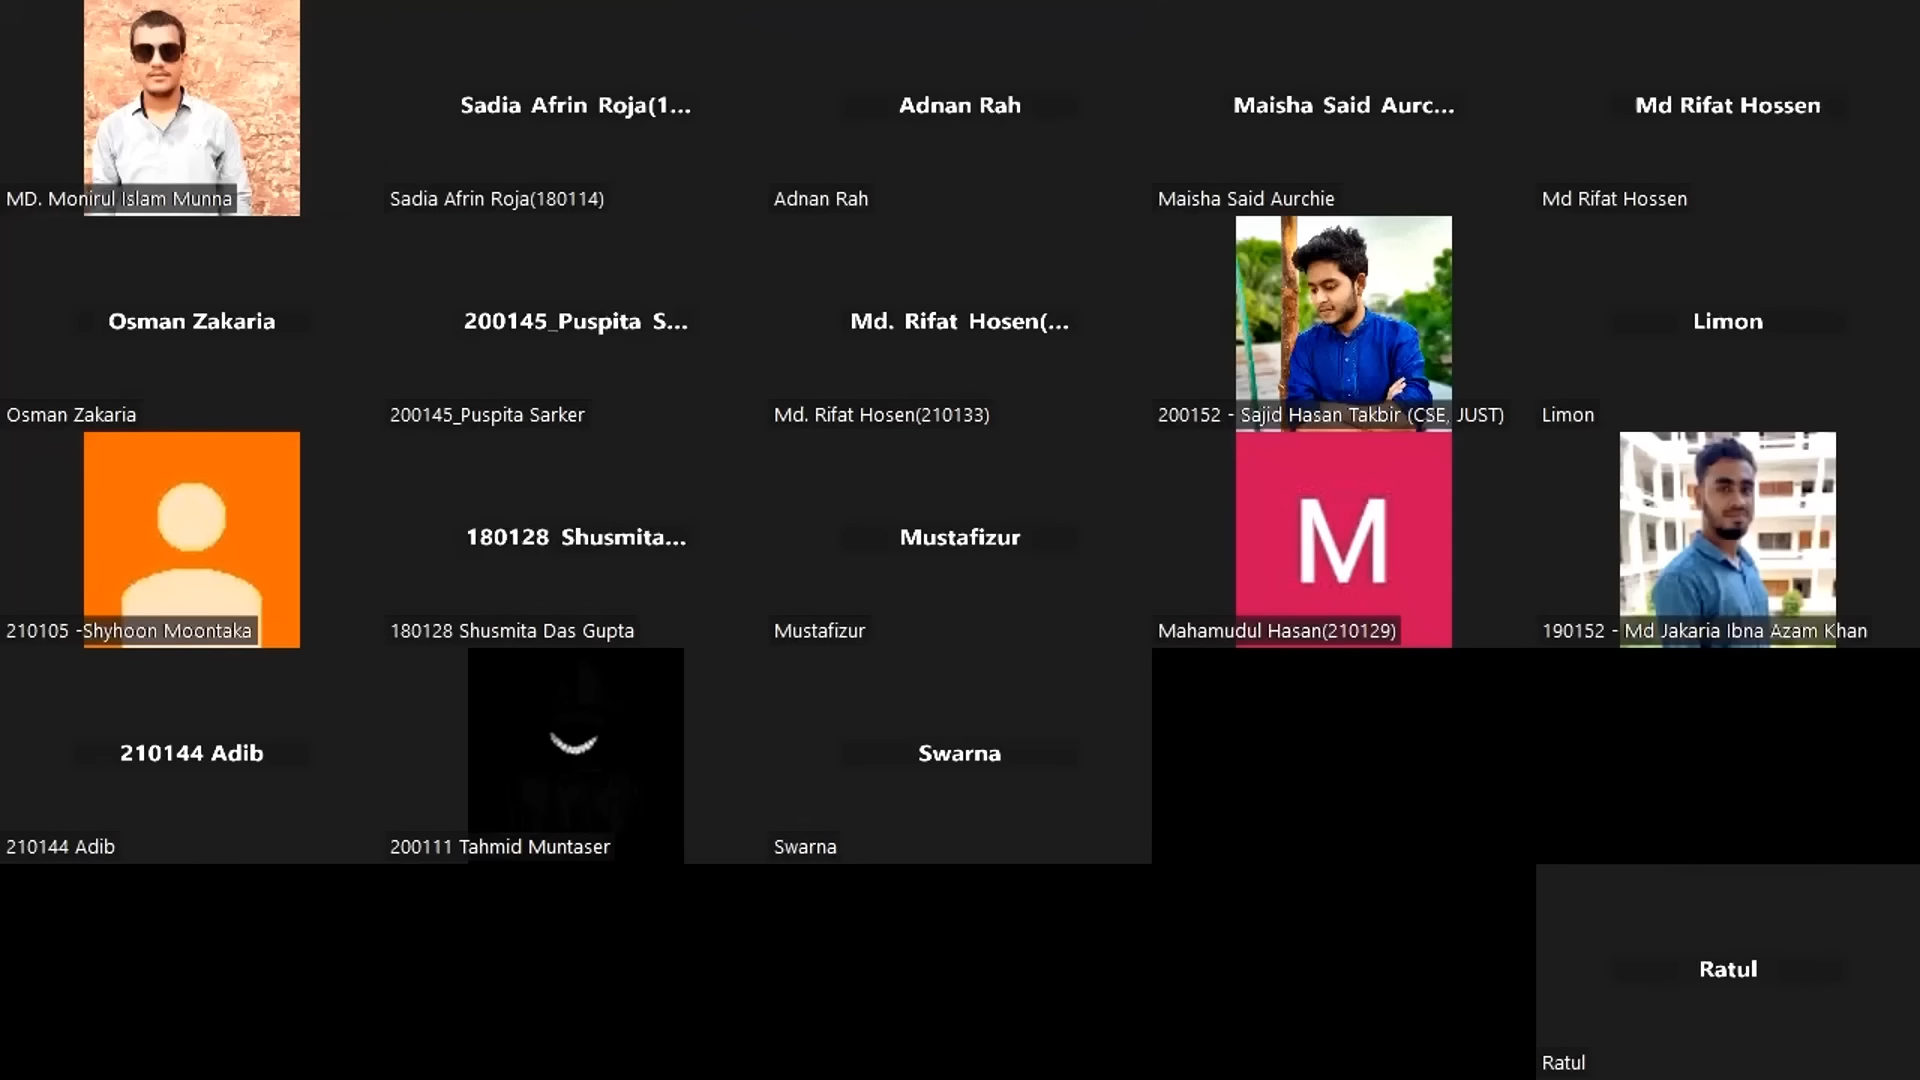 MD. Monirul Islam Munna
Sadia Afrin Roja(1...
Sadia Afrin Roja(180114)
Adnan Rah
Adnan Rah
Maisha Said Aurc...
Maisha Said Aurchie
Md Rifat Hossen
Md Rifat Hossen
Osman Zakaria
Osman Zakaria
200145_Puspita S...
200145_Puspita Sarker
Md. Rifat Hosen(...
Md. Rifat Hosen(210133)
200152 - Sajid Hasan Takbir (CSE, JUST)
Limon
Limon
210105 -Shyhoon Moontaka
180128 Shusmita...
180128 Shusmita Das Gupta
Mustafizur
Mustafizur
M
Mahamudul Hasan(210129)
190152 - Md Jakaria Ibna Azam Khan
210144 Adib
210144 Adib
200111 Tahmid Muntaser
Swarna
Swarna
Ratul
Ratul